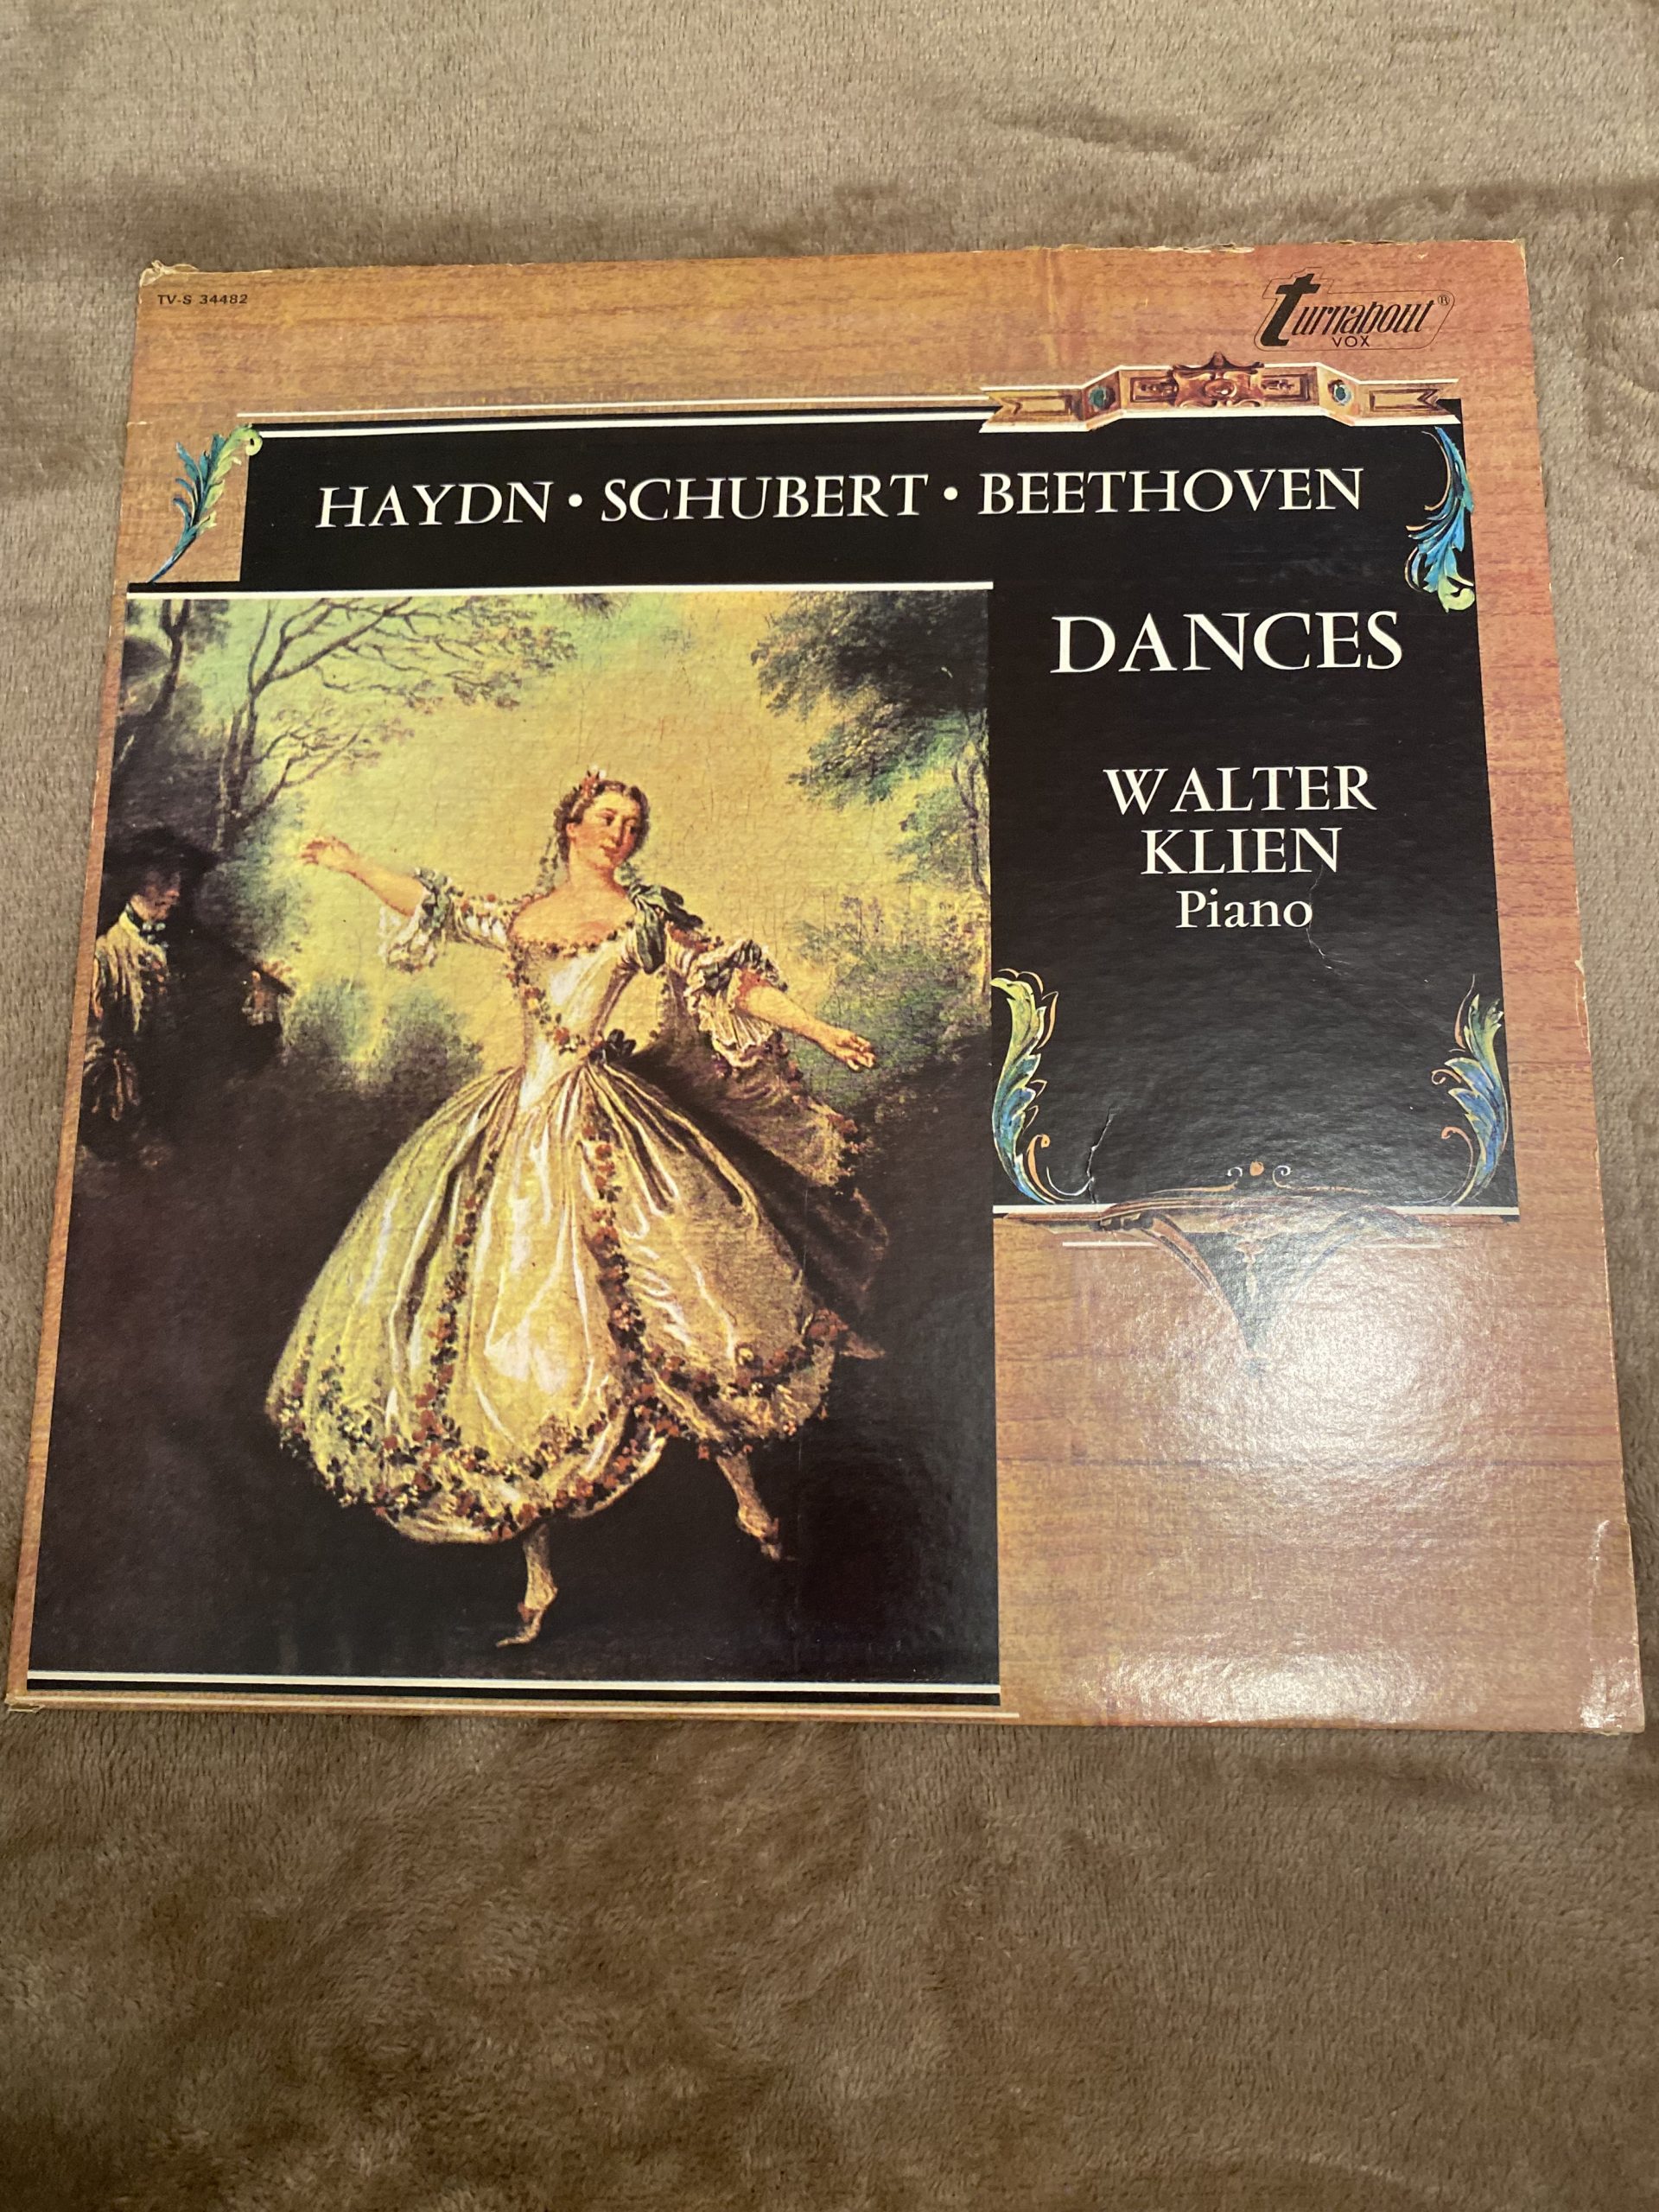 TV-S 34482
turnabout®
VOX
HAYDN • SCHUBERT • BEETHOVEN
DANCES
WALTER
KLIEN
Piano